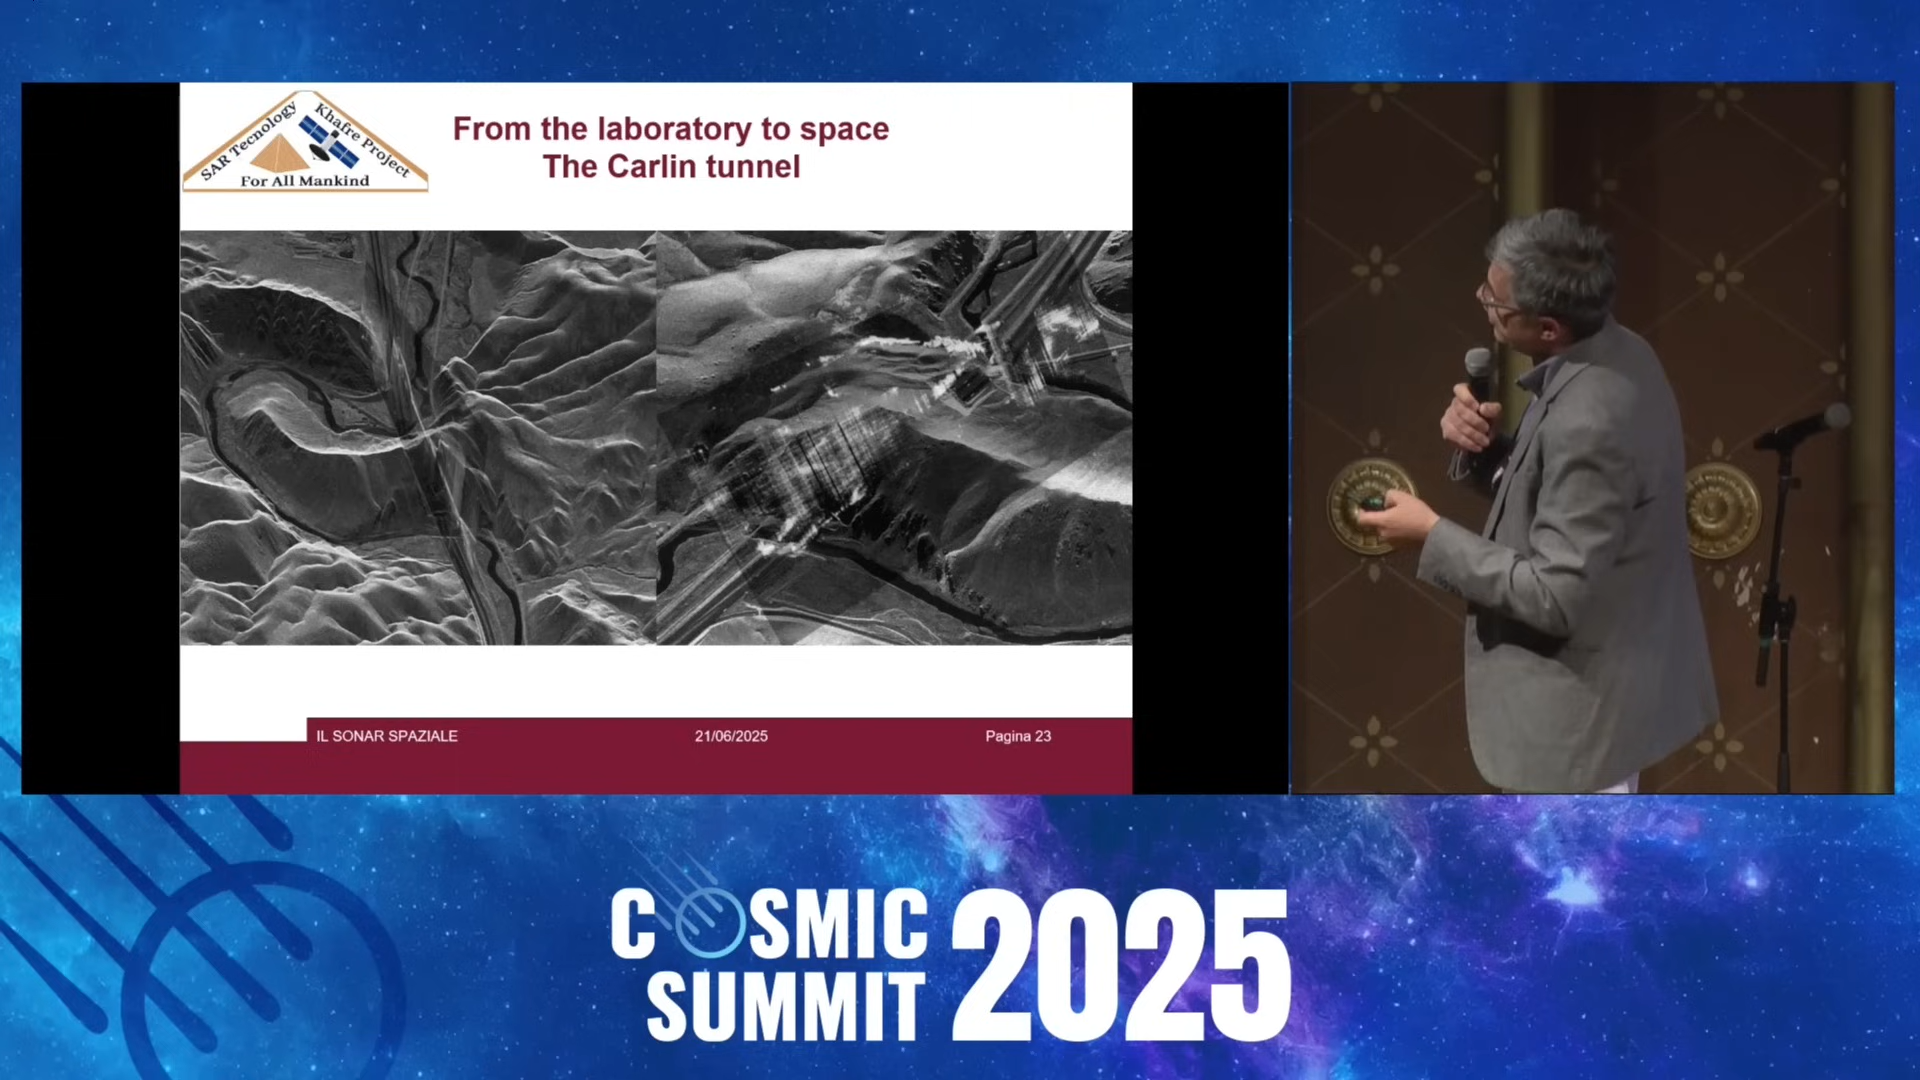 SAR Tecnology
Khafre Project
For All Mankind
From the laboratory to space
The Carlin tunnel
IL SONAR SPAZIALE
21/06/2025
Pagina 23
COSMIC
SUMMIT
2025